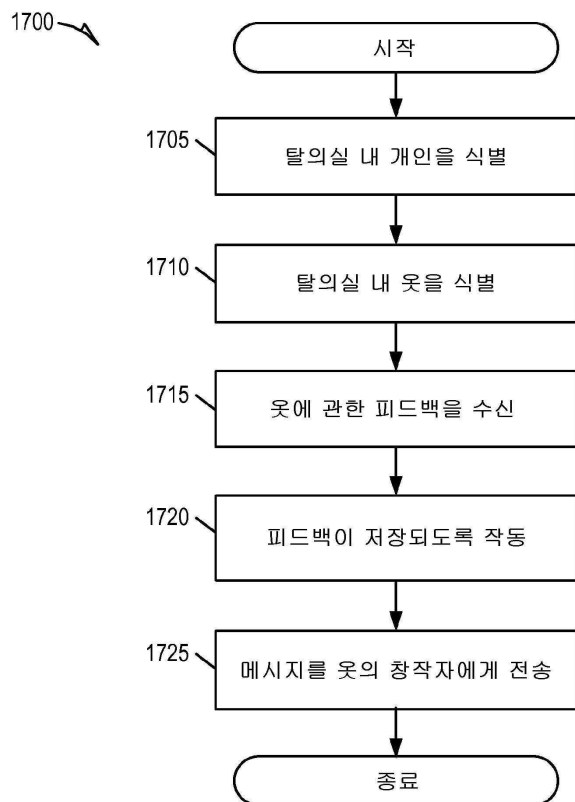 1700
시작
1705
탈의실 내 개인을 식별
1710
탈의실 내 옷을 식별
1715
옷에 관한 피드백을 수신
1720
피드백이 저장되도록 작동
1725
메시지를 옷의 창작자에게 전송
종료